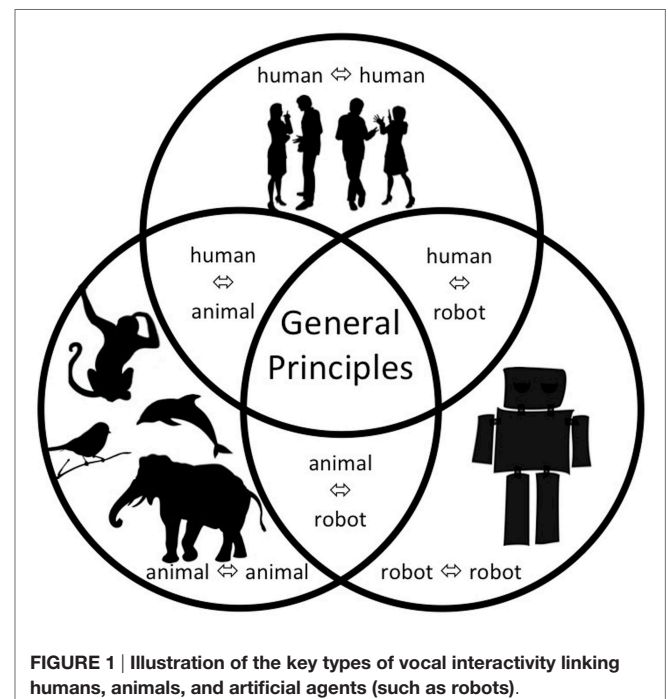 human ⇔ human
human
⇔
animal
human
⇔
robot
General
Principles
animal
⇔
robot
animal ⇔ animal
robot ⇔ robot
FIGURE 1 | Illustration of the key types of vocal interactivity linking
humans, animals, and artificial agents (such as robots).